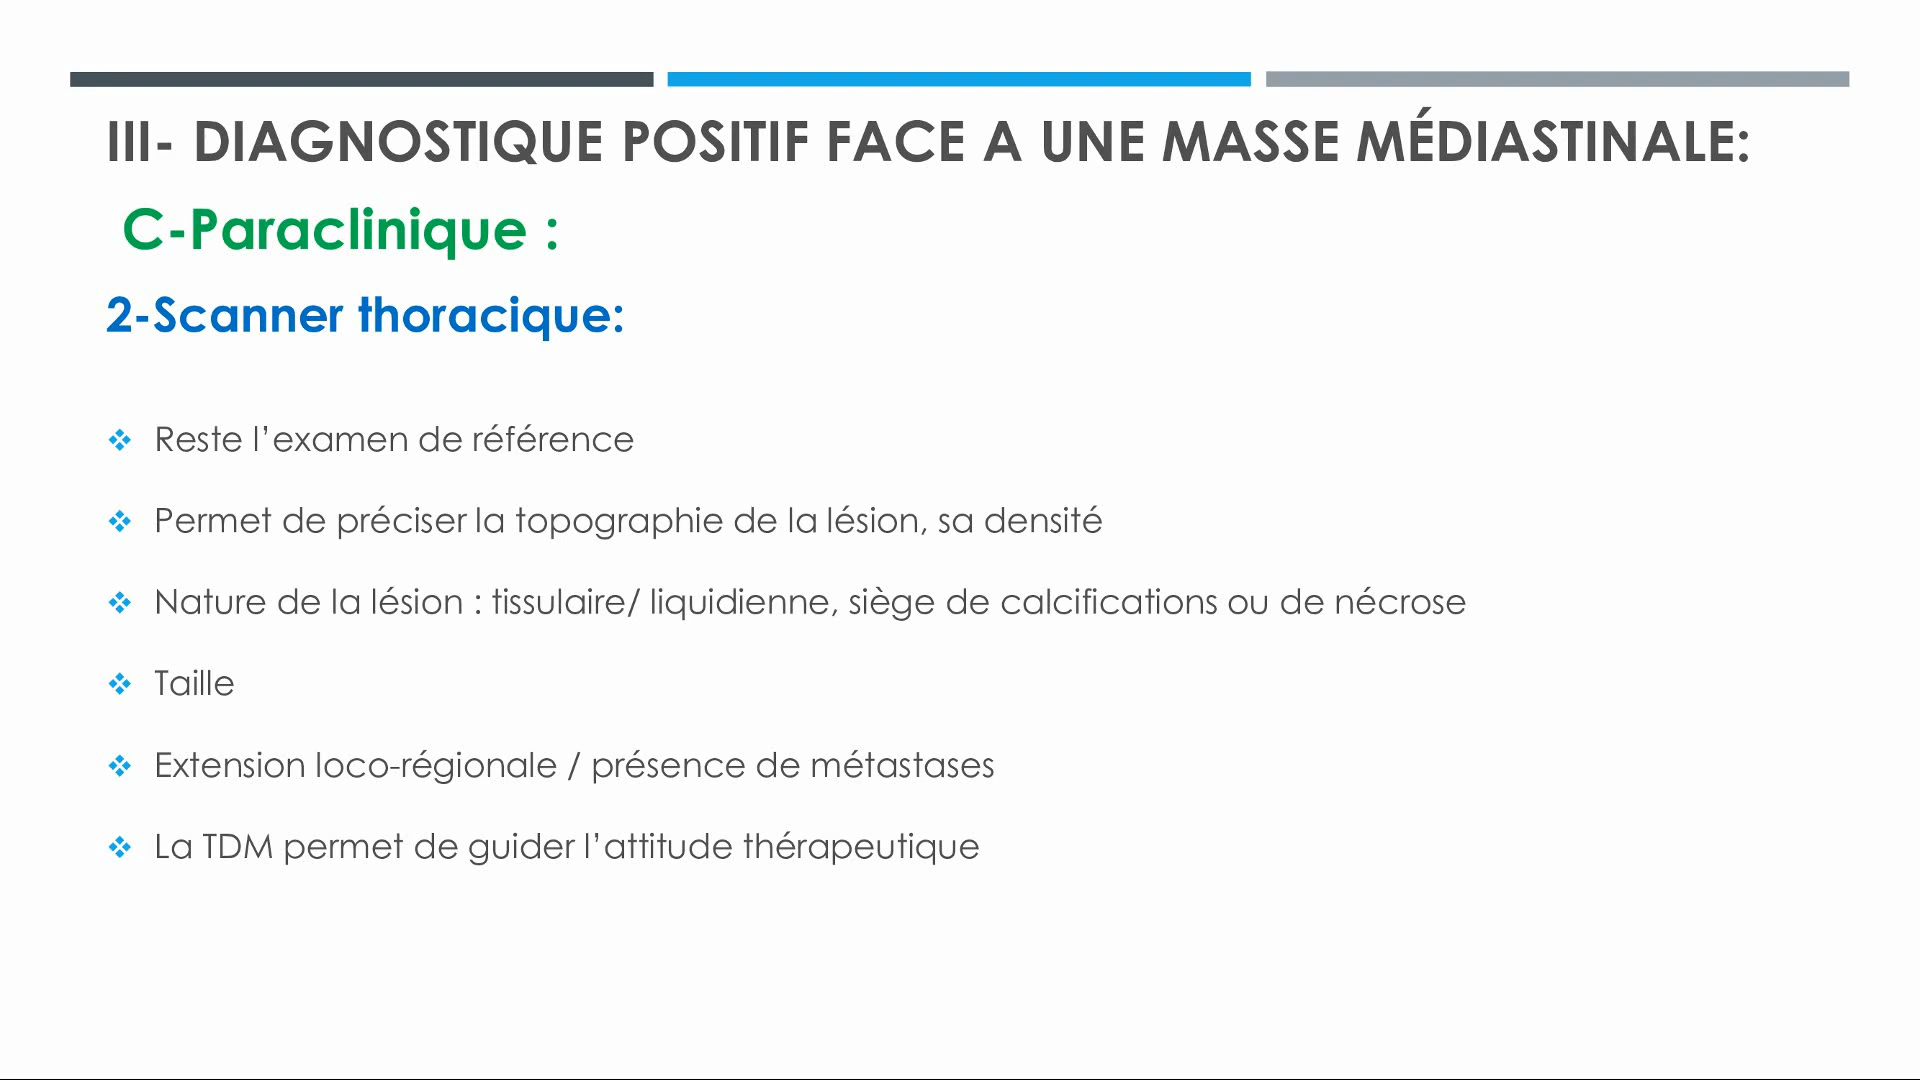 III- DIAGNOSTIQUE POSITIF FACE A UNE MASSE MÉDIASTINALE:
C-Paraclinique :
2-Scanner thoracique:
❖ Reste l’examen de référence
❖ Permet de préciser la topographie de la lésion, sa densité
❖ Nature de la lésion : tissulaire/ liquidienne, siège de calcifications ou de nécrose
❖ Taille
❖ Extension loco-régionale / présence de métastases
❖ La TDM permet de guider l’attitude thérapeutique